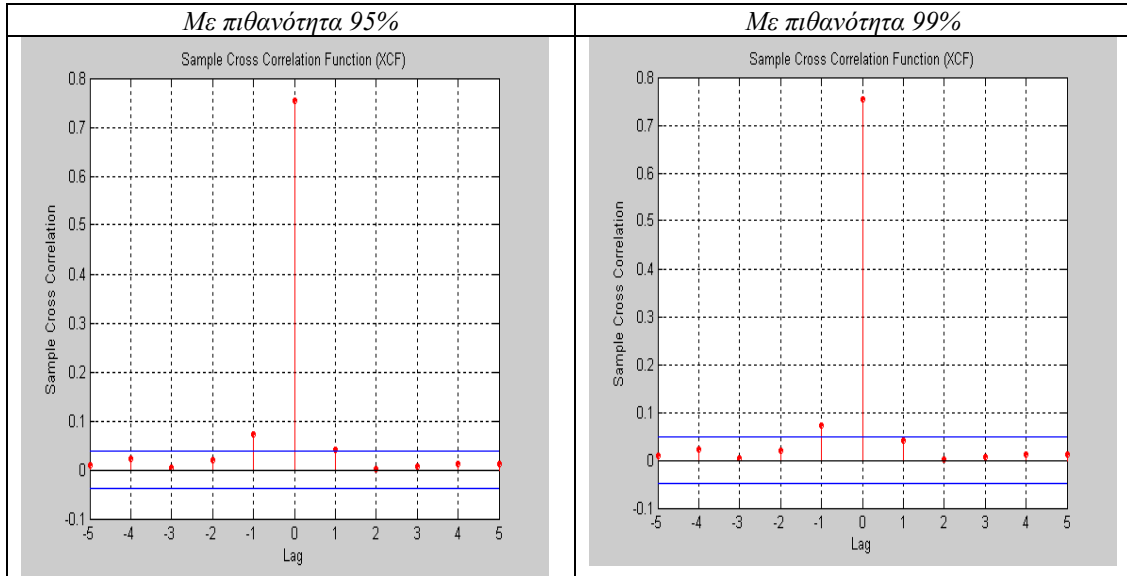 Με πιθανότητα 95%
Sample Cross Correlation Function (XCF)
Sample Cross Correlation
0.8
0.7
0.6
0.5
0.4
0.3
0.2
0.1
0
-0.1
-5 -4 -3 -2 -1 0 1 2 3 4 5
Lag
Με πιθανότητα 99%
Sample Cross Correlation Function (XCF)
Sample Cross Correlation
0.8
0.7
0.6
0.5
0.4
0.3
0.2
0.1
0
-0.1
-5 -4 -3 -2 -1 0 1 2 3 4 5
Lag